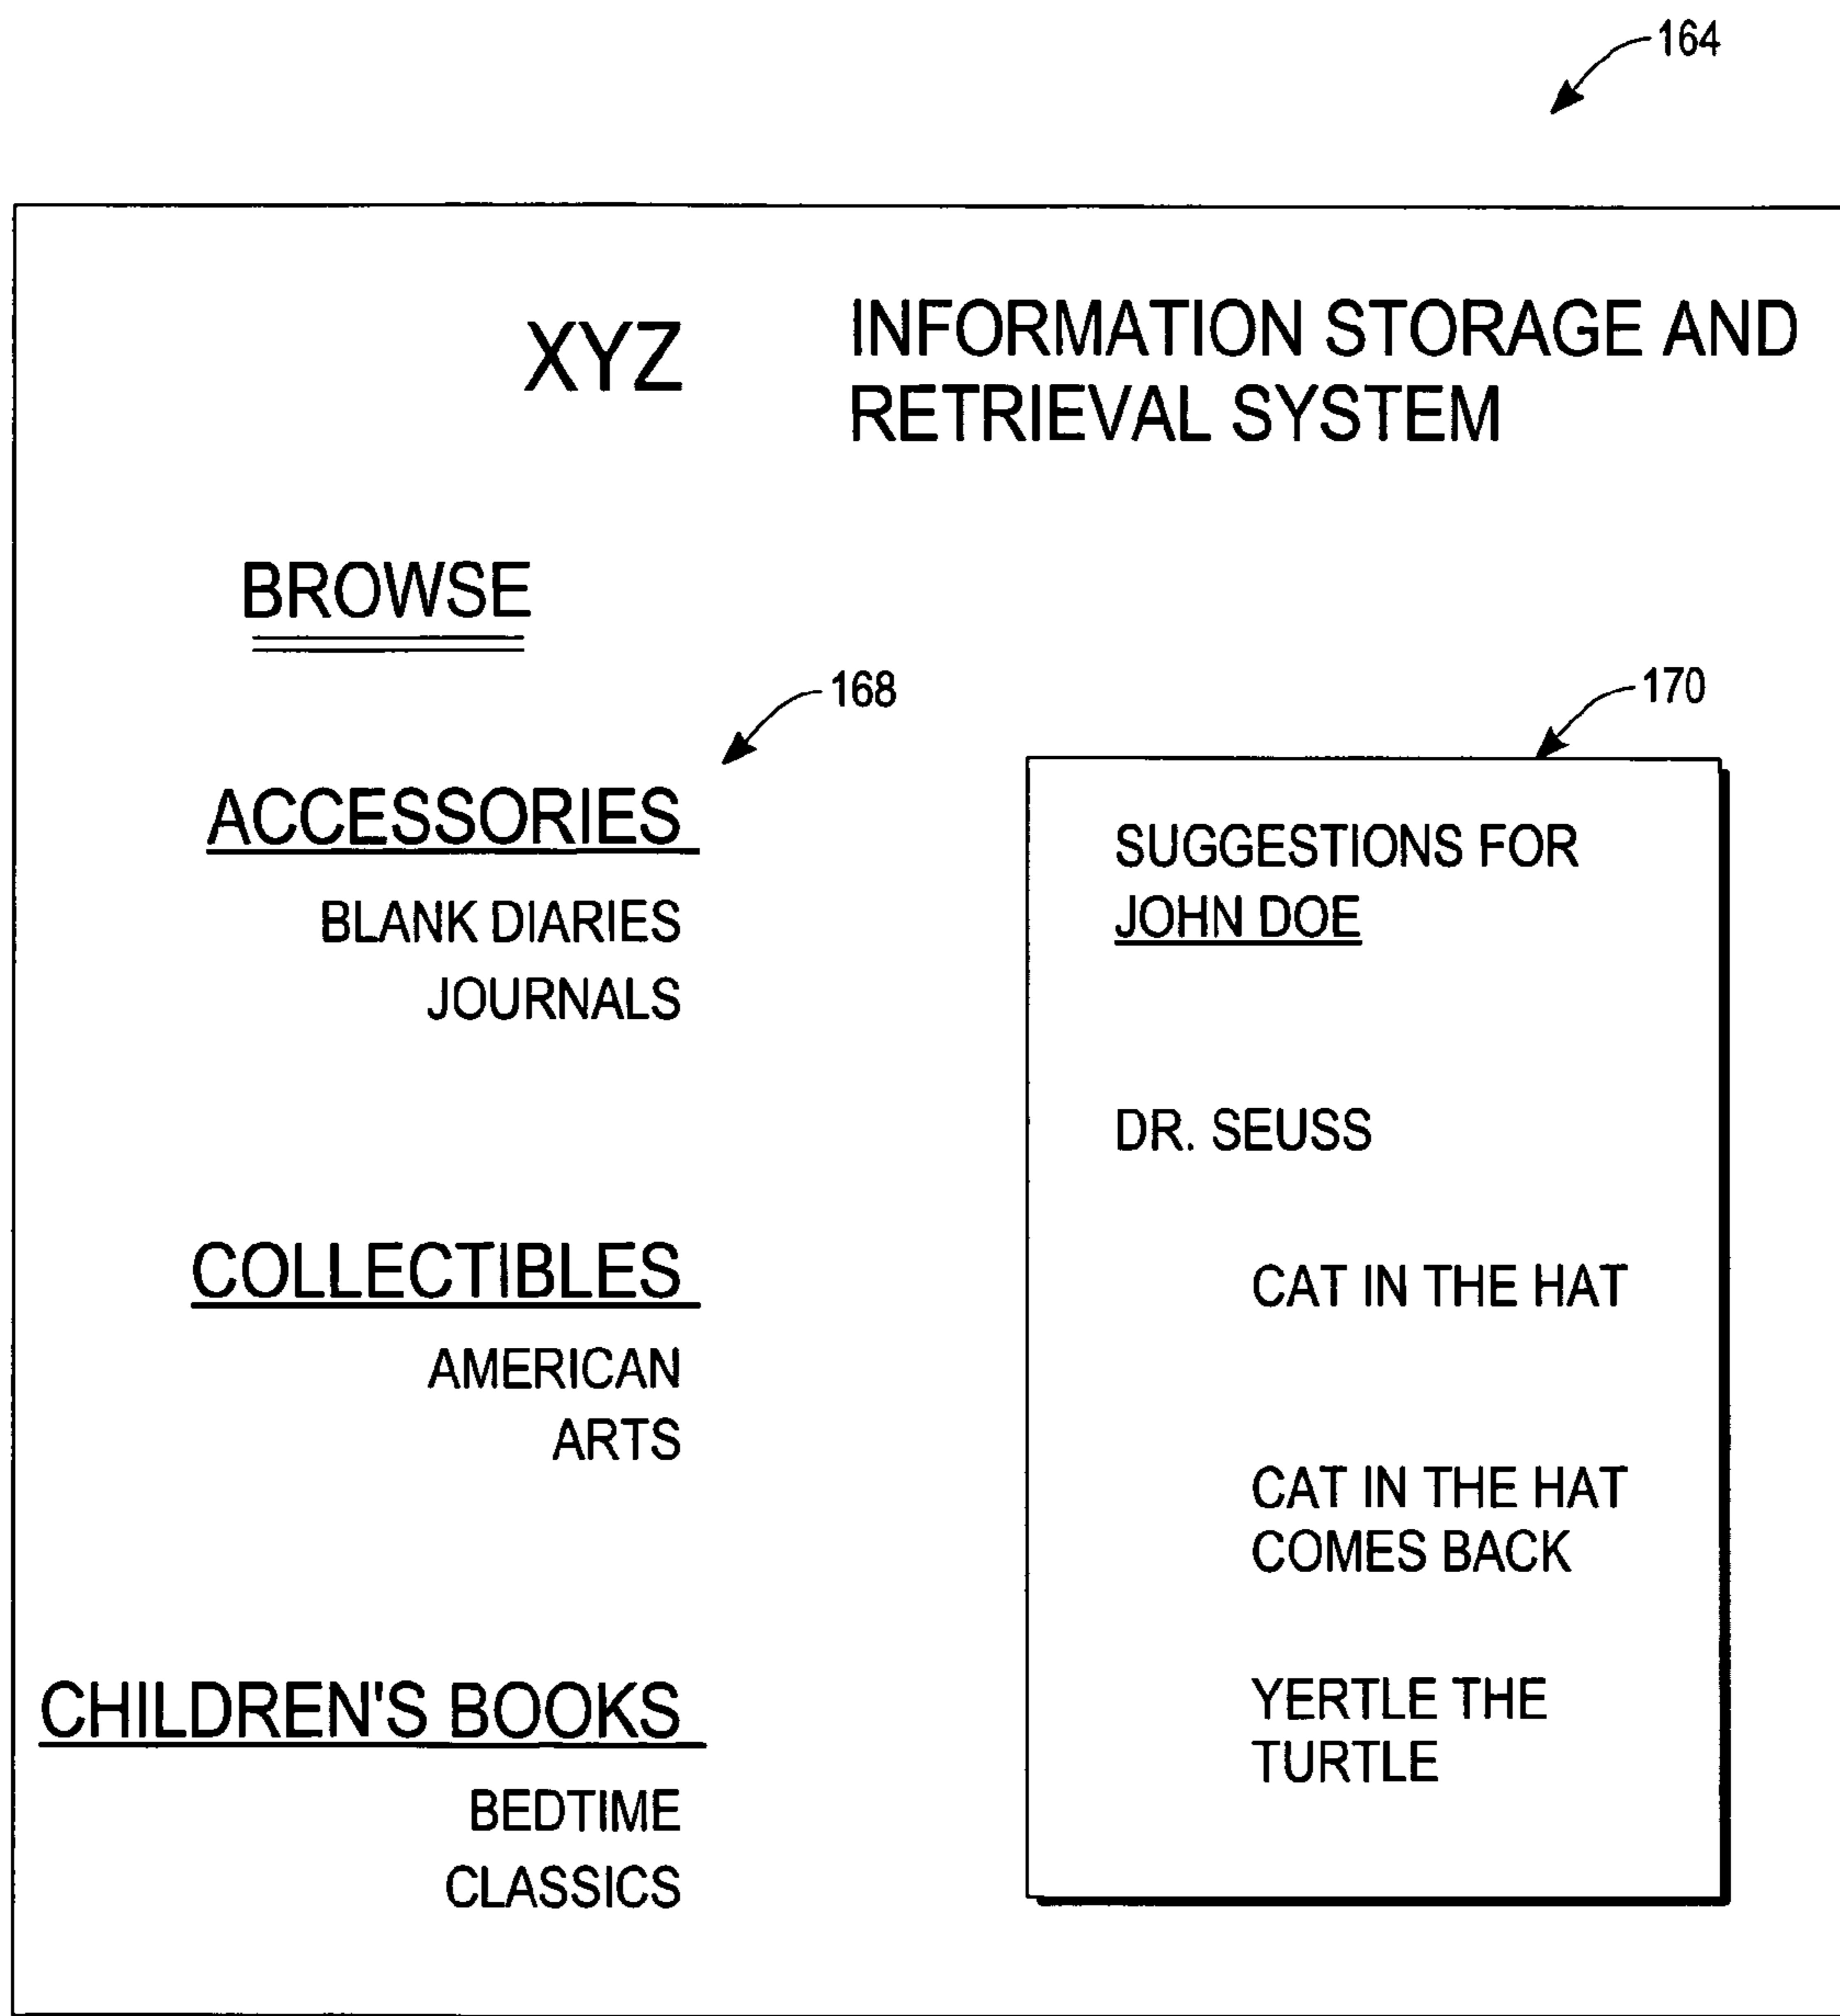 164
XYZ
INFORMATION STORAGE AND
RETRIEVAL SYSTEM
BROWSE
168
ACCESSORIES
BLANK DIARIES
JOURNALS
COLLECTIBLES
AMERICAN
ARTS
CHILDREN'S BOOKS
BEDTIME
CLASSICS
170
SUGGESTIONS FOR
JOHN DOE
DR. SEUSS
CAT IN THE HAT
CAT IN THE HAT
COMES BACK
YERTLE THE
TURTLE